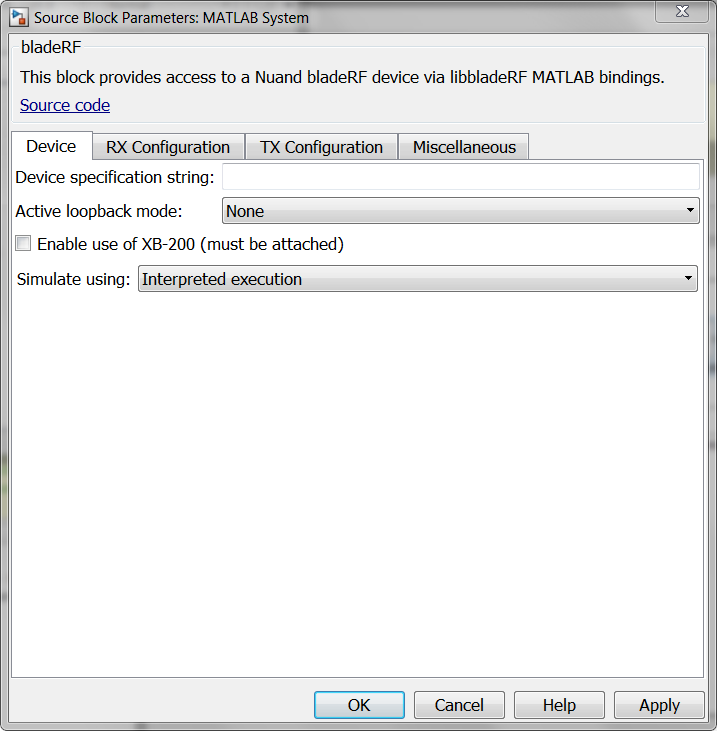 Source Block Parameters: MATLAB System
bladeRF
This block provides access to a Nuand bladeRF device via libbladeRF MATLAB bindings.
Source code
Device RX Configuration TX Configuration Miscellaneous
Device specification string:
Active loopback mode: None
Enable use of XB-200 (must be attached)
Simulate using: Interpreted execution
OK Cancel Help Apply